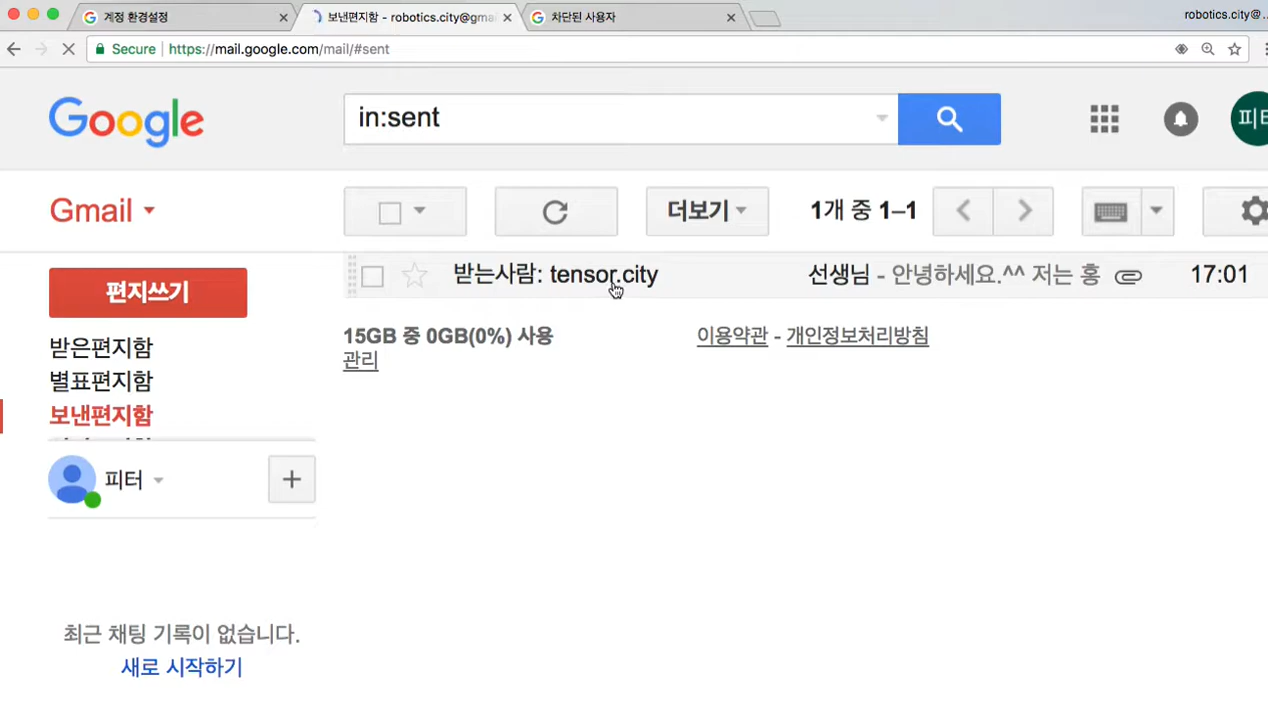 계정 환경설정
보낸편지함 - robotics.city@gma
차단된 사용자
robotics.city@...
Secure
https://mail.google.com/mail/#sent
Google
in:sent
피터
Gmail
더보기
1개 중 1–1
편지쓰기
받는사람: tensor.city
선생님 - 안녕하세요.^^ 저는 홍
17:01
15GB 중 0GB(0%) 사용
관리
이용약관 - 개인정보처리방침
받은편지함
별표편지함
보낸편지함
피터
최근 채팅 기록이 없습니다.
새로 시작하기